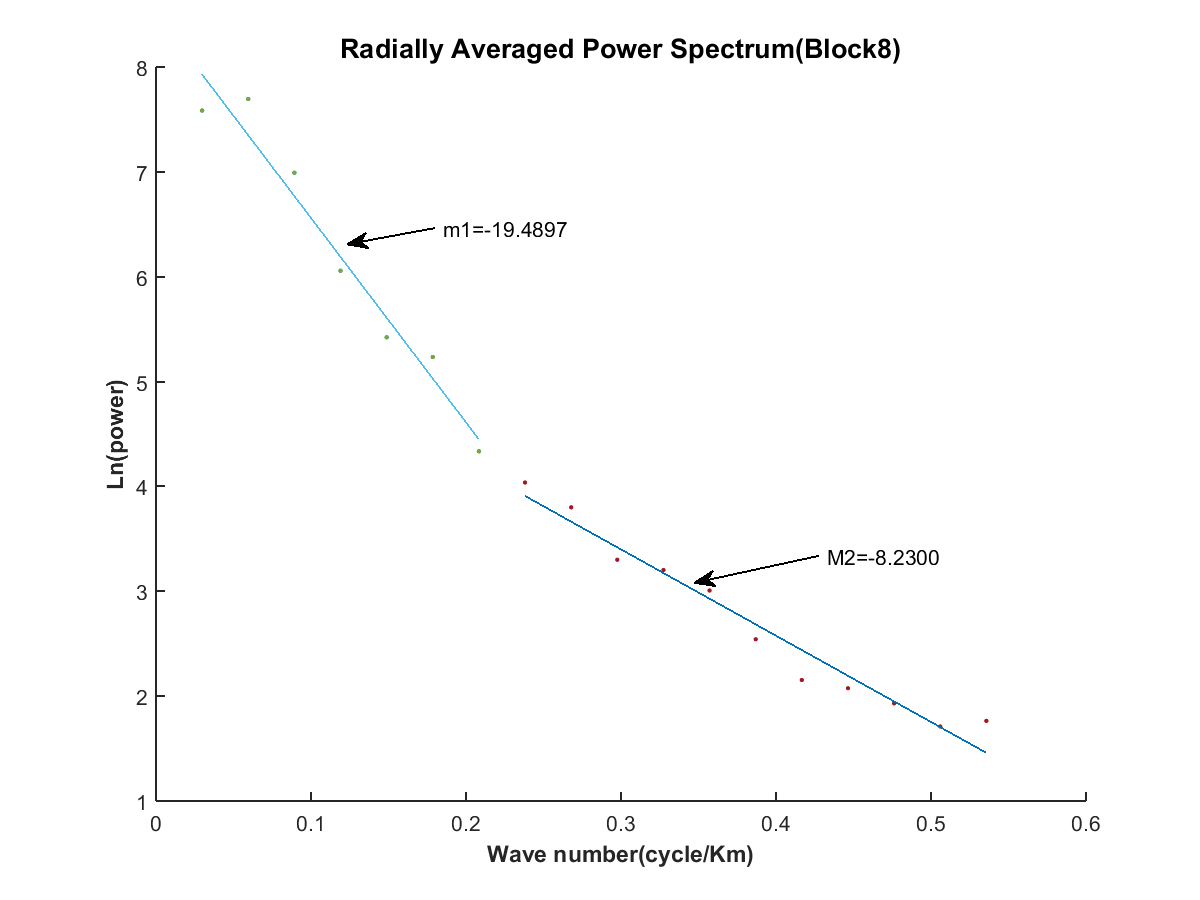 Radially Averaged Power Spectrum(Block8)
8
7
6
5
4
3
2
1
Ln(power)
m1=-19.4897
M2=-8.2300
0 0.1 0.2 0.3 0.4 0.5 0.6
Wave number(cycle/Km)